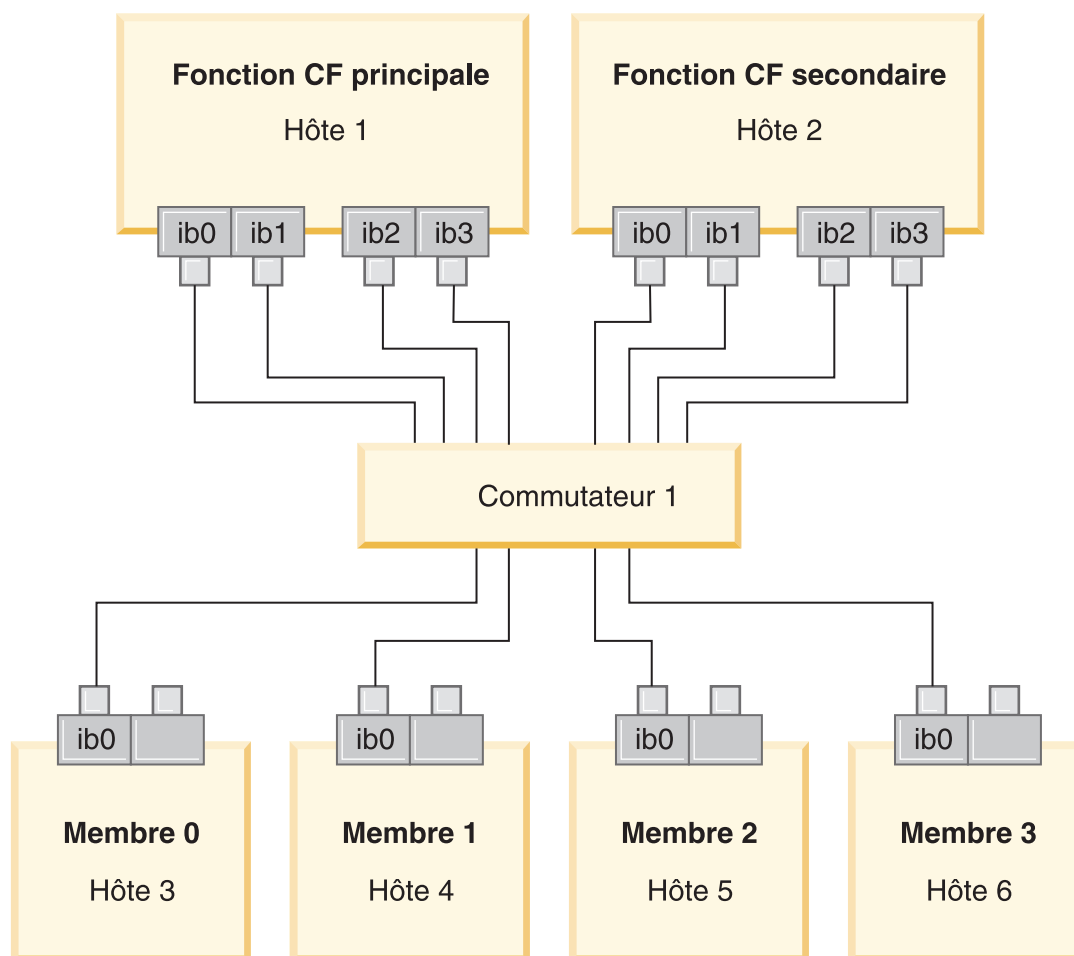 Fonction CF principale
Hôte 1
ib0 ib1 ib2 ib3
Fonction CF secondaire
Hôte 2
ib0 ib1 ib2 ib3
Commutateur 1
ib0
Membre 0
Hôte 3
ib0
Membre 1
Hôte 4
ib0
Membre 2
Hôte 5
ib0
Membre 3
Hôte 6